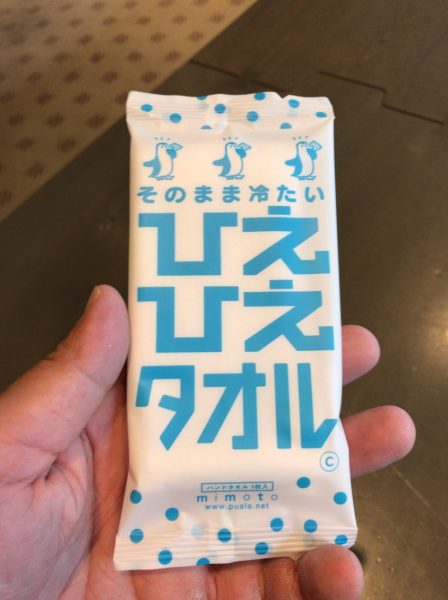 そのまま冷たい
ひえ
ひえ
タオル
©
ハンドタオル1枚入
mimoto
www.puala.net